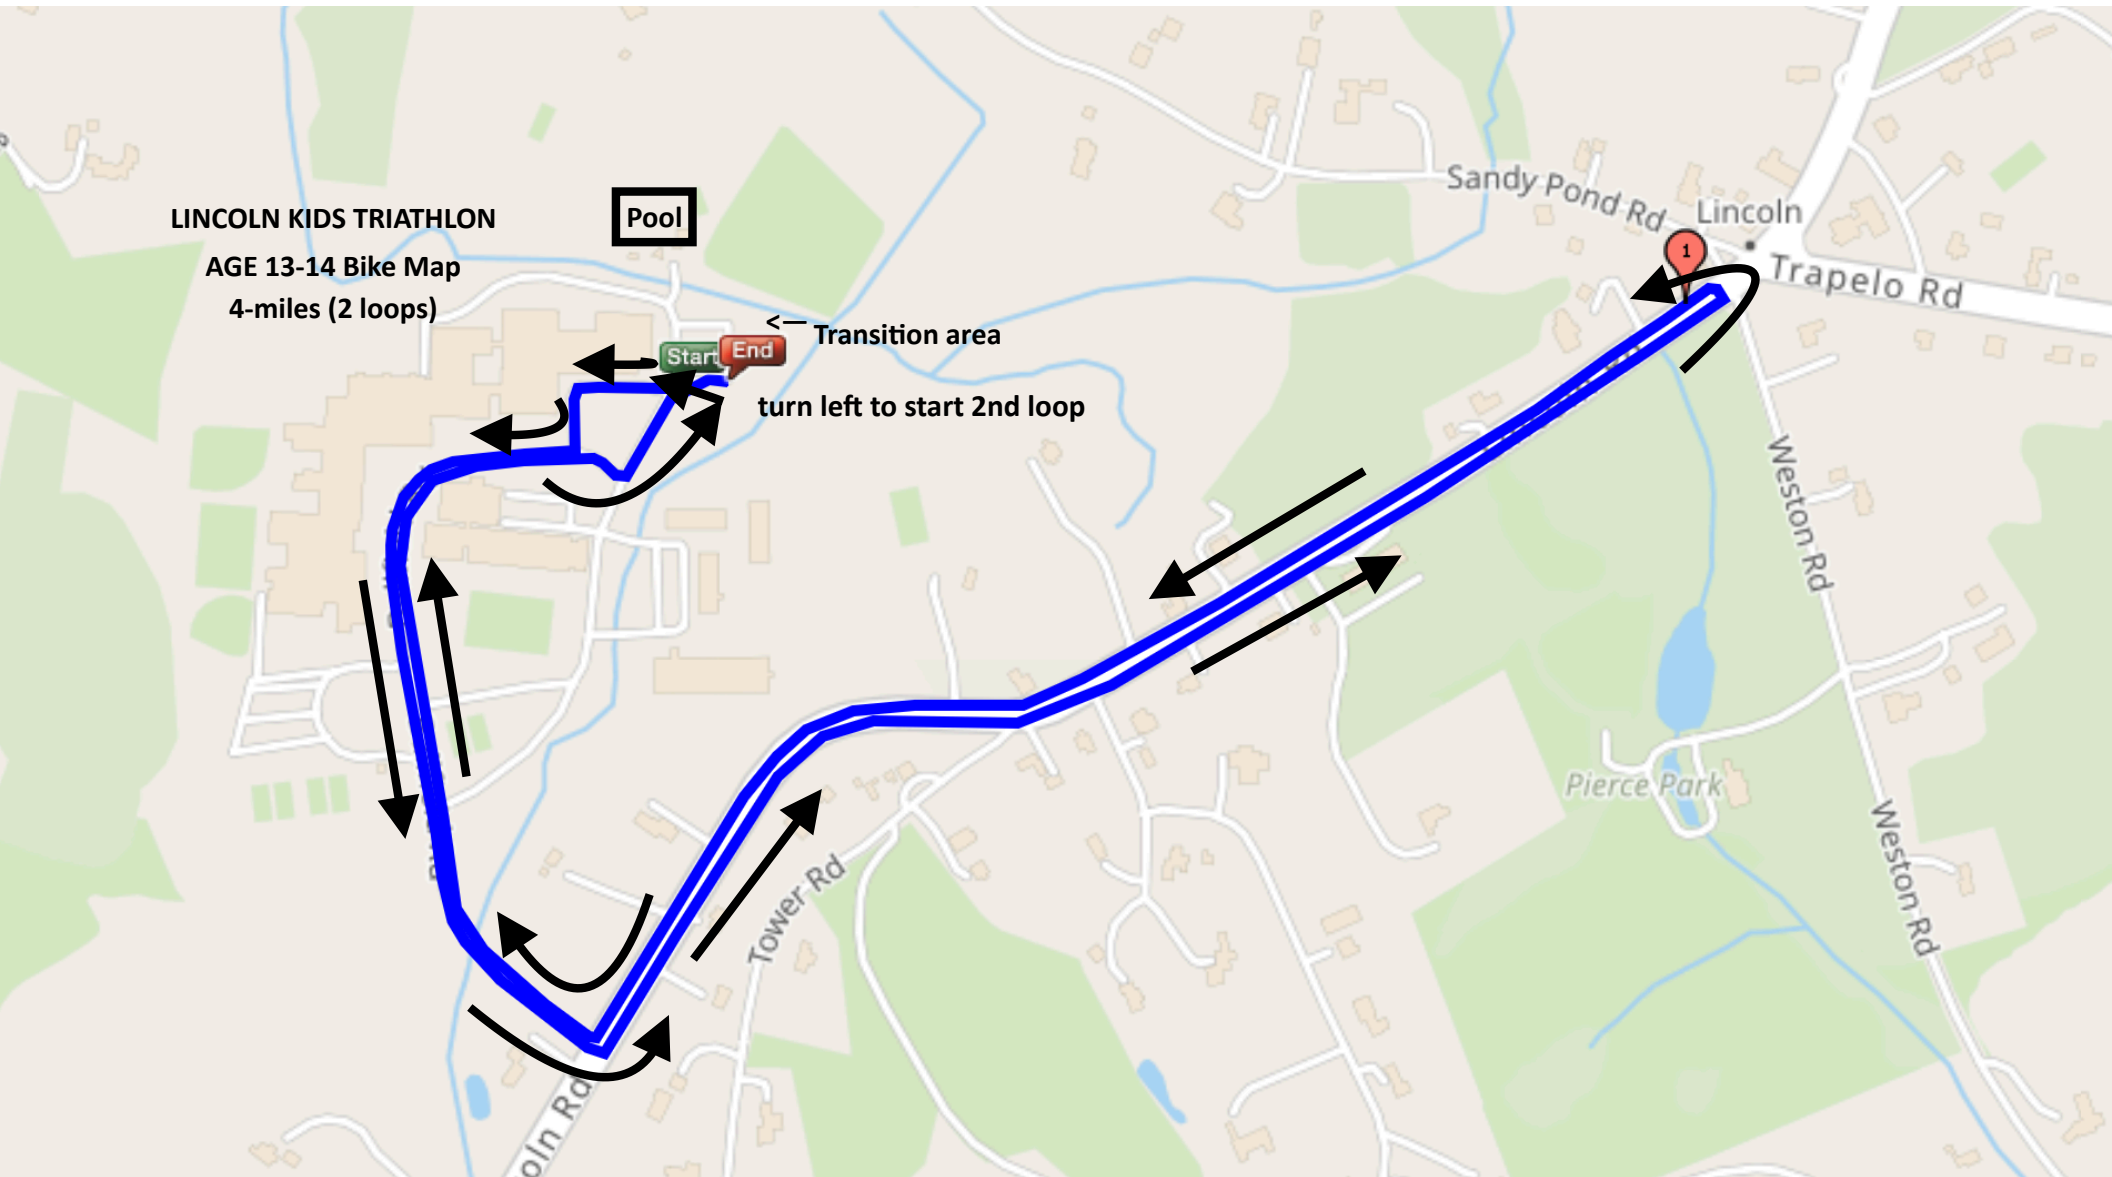 Sandy Pond Rd
Lincoln
Pool
LINCOLN KIDS TRIATHLON
AGE 13-14 Bike Map
4-miles (2 loops)
1
Trapelo Rd
<— Transition area
Start
End
turn left to start 2nd loop
Weston Rd
Pierce Park
Weston Rd
Tower Rd
oln Rd